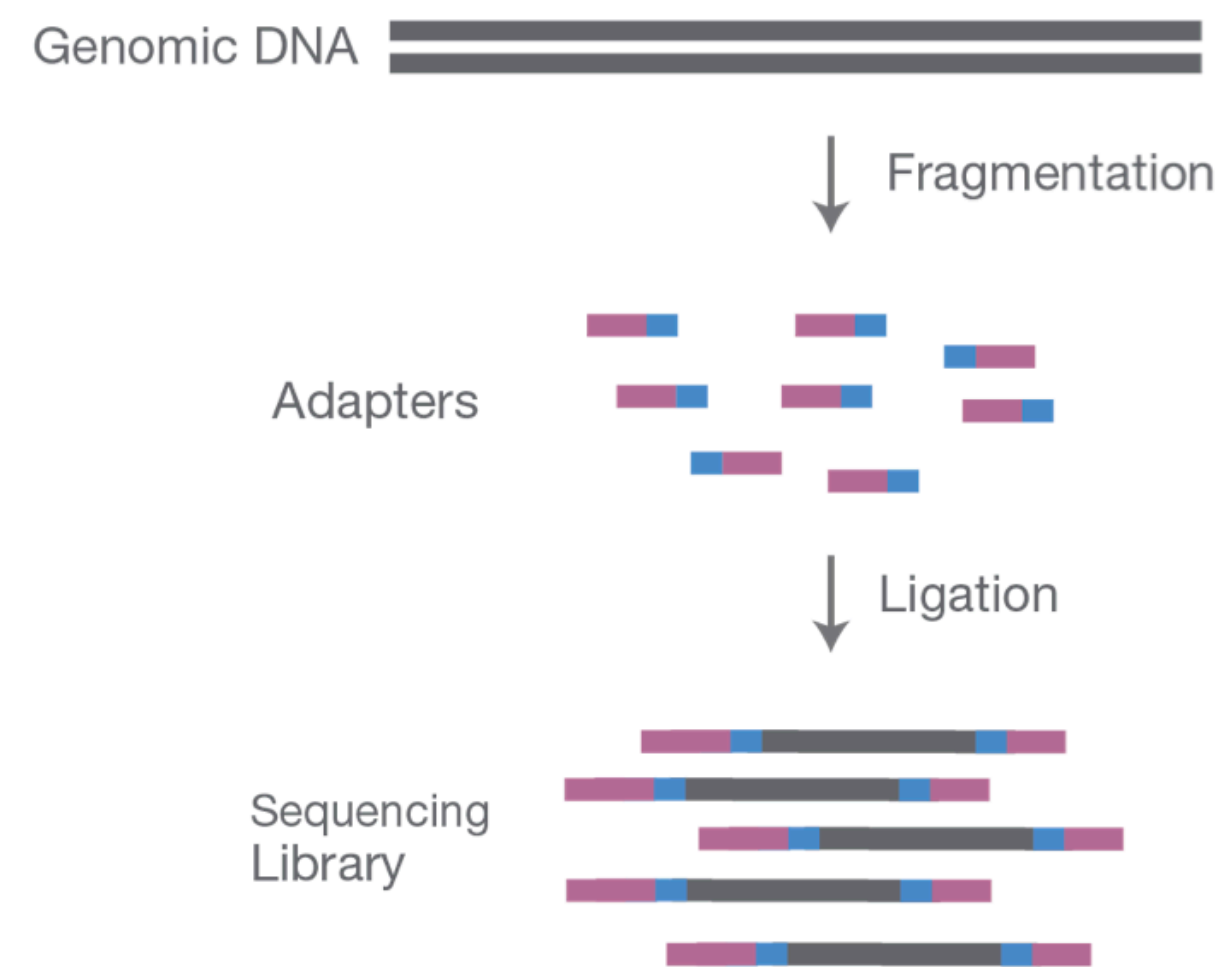 Genomic DNA
Fragmentation
Adapters
Ligation
Sequencing
Library